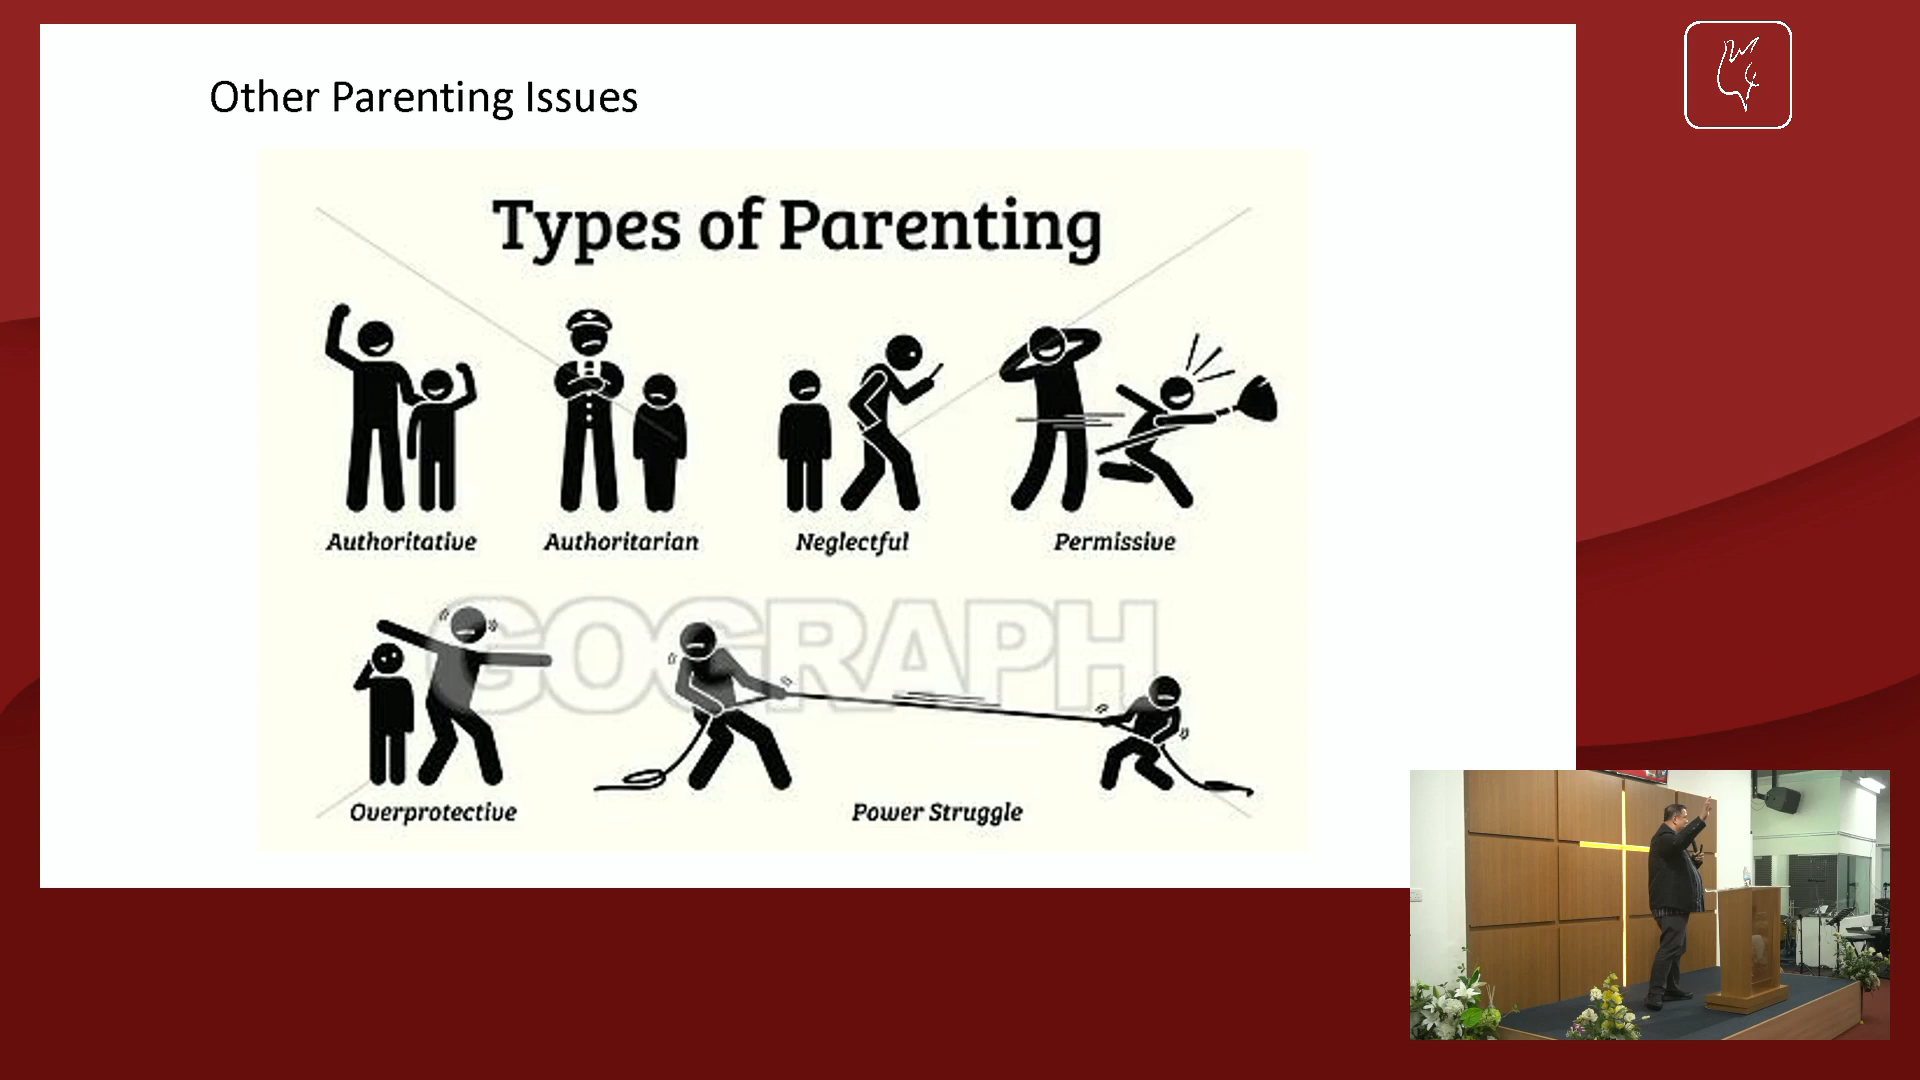 Other Parenting Issues
Types of Parenting
Authoritative Authoritarian Neglectful Permissive
GOGRAPH
Overprotective Power Struggle